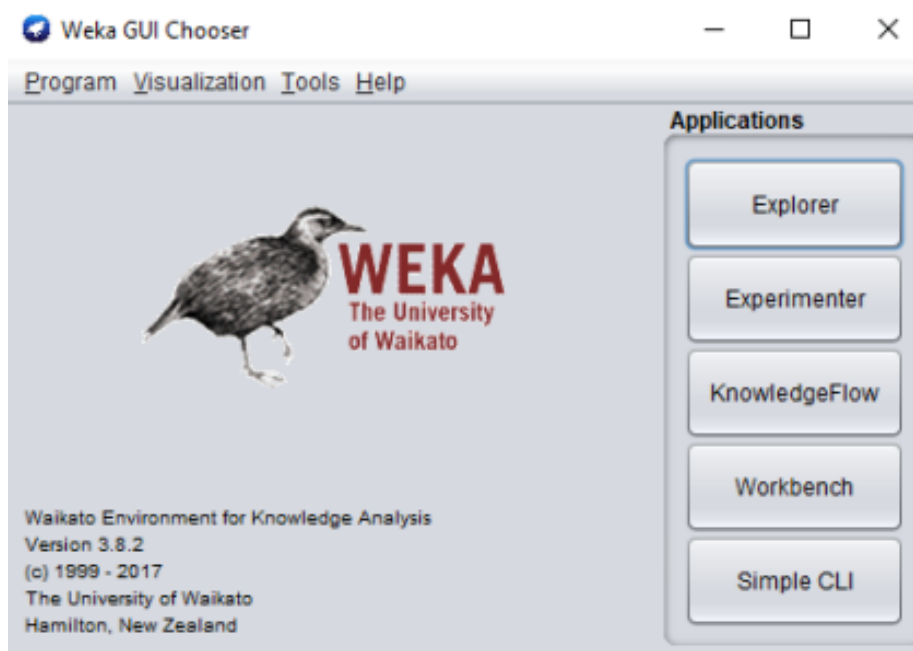 Weka GUI Chooser
Program Visualization Tools Help
Applications
Explorer
Experimenter
KnowledgeFlow
Workbench
Simple CLI
WEKA
The University
of Waikato
Waikato Environment for Knowledge Analysis
Version 3.8.2
(c) 1999 - 2017
The University of Waikato
Hamilton, New Zealand